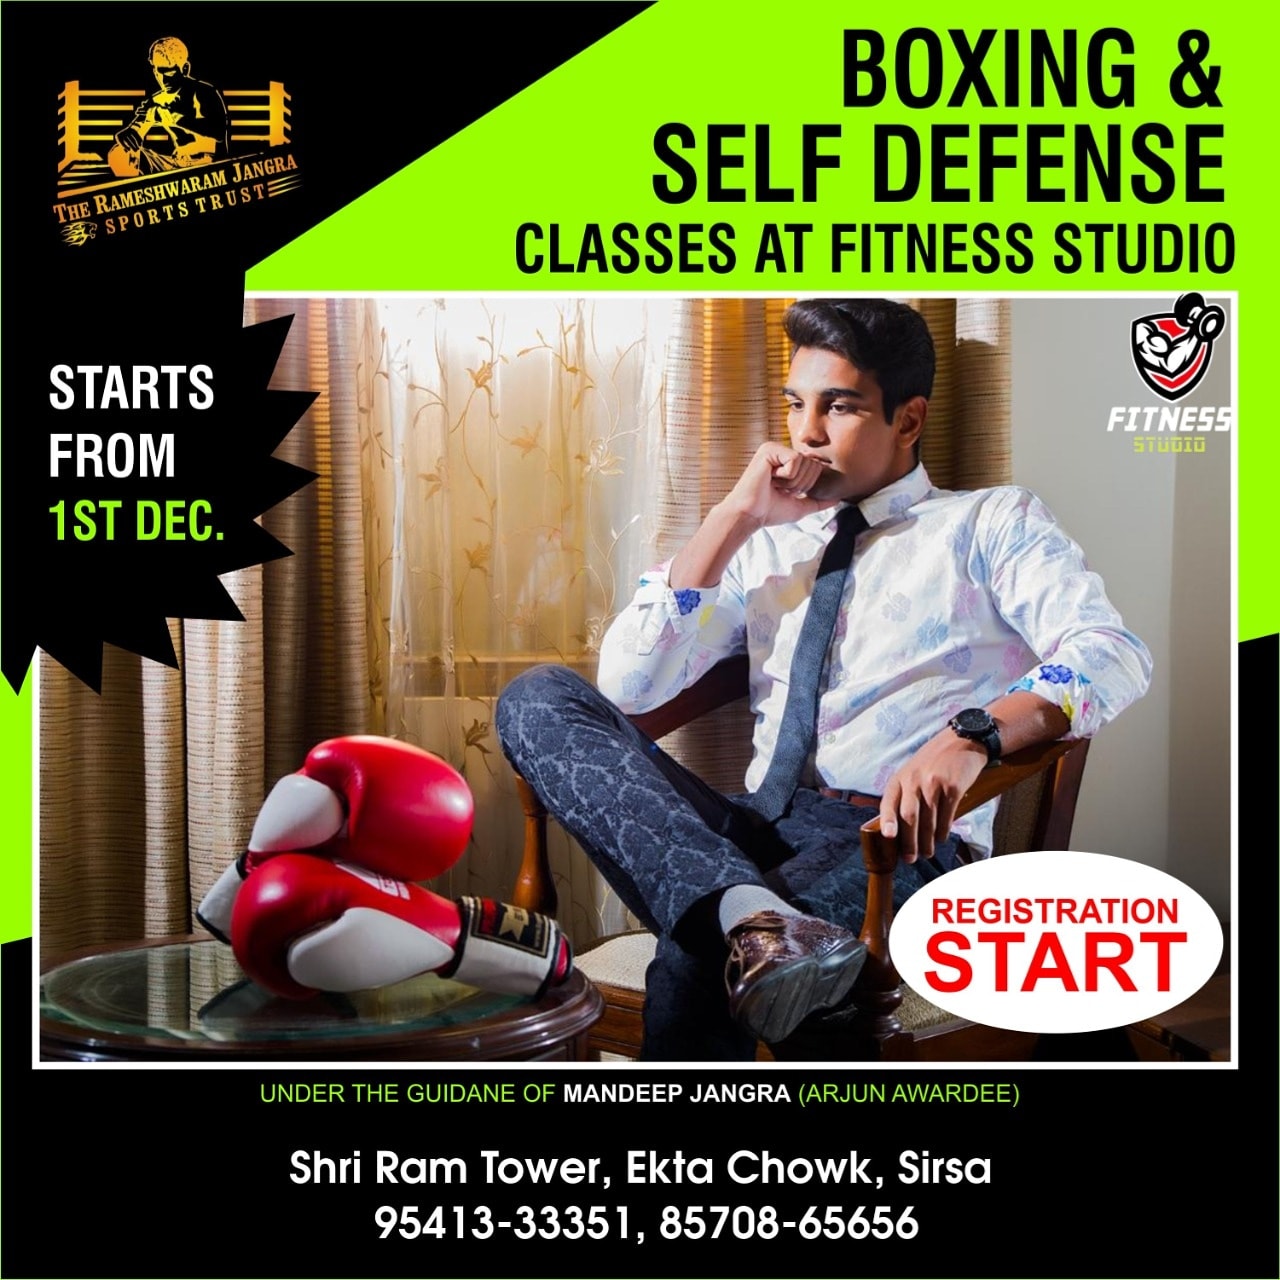 THE RAMESHWARAM JANGRA
SPORTS TRUST
BOXING &
SELF DEFENSE
CLASSES AT FITNESS STUDIO
STARTS
FROM
1ST DEC.
FITNESS
STUDIO
REGISTRATION
START
UNDER THE GUIDANE OF MANDEEP JANGRA (ARJUN AWARDEE)
Shri Ram Tower, Ekta Chowk, Sirsa
95413-33351, 85708-65656